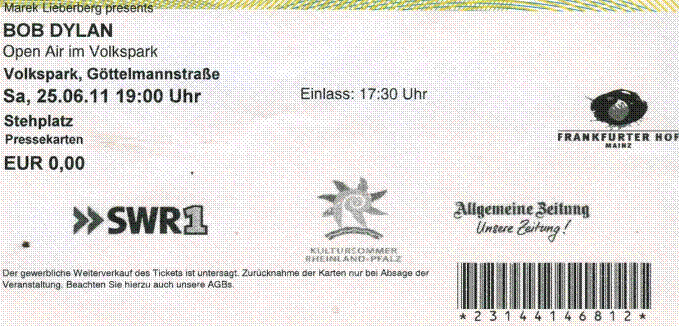 Marek Lieberberg presents
BOB DYLAN
Open Air im Volkspark
Volkspark, Göttelmannstraße
Sa, 25.06.11 19:00 Uhr
Einlass: 17:30 Uhr
Stehplatz
Pressekarten
EUR 0,00
FRANKFURTER HOF
MAINZ
SWR1
KULTURSOMMER
RHEINLAND-PFALZ
Allgemeine Zeitung
Unsere Zeitung!
Der gewerbliche Weiterverkauf des Tickets ist untersagt. Zurücknahme der Karten nur bei Absage der
Veranstaltung. Beachten Sie hierzu auch unsere AGBs.
*23144146812*